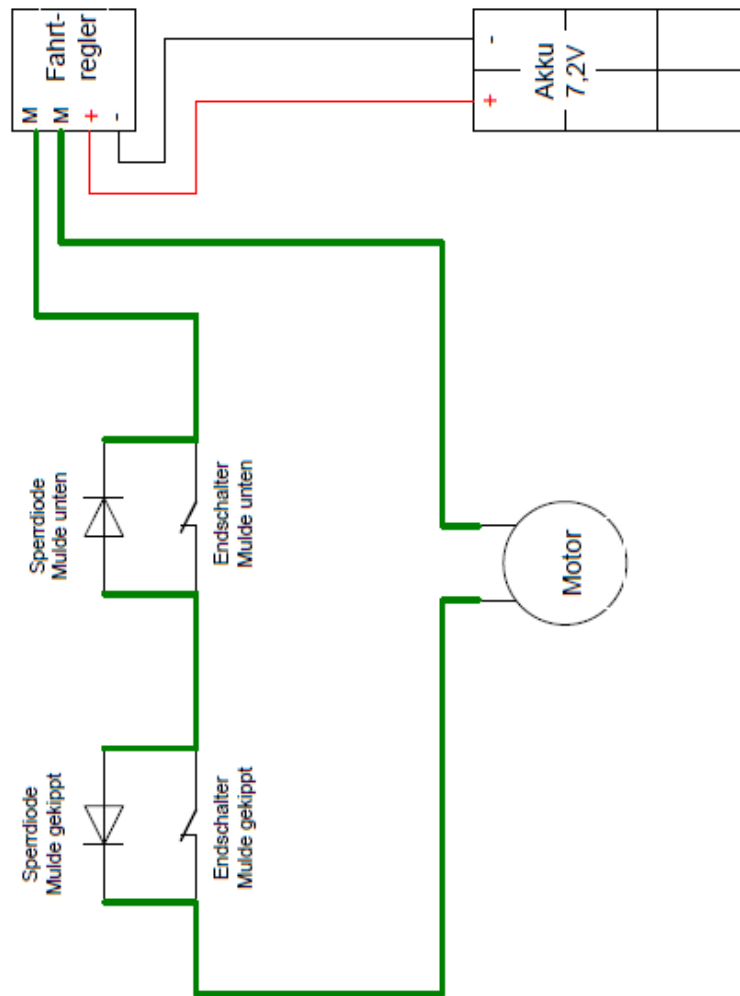 Fahrt-
regler
M
M
+
-
-
+
Akku
7,2V
Sperrdiode
Mulde unten
Endschalter
Mulde unten
Motor
Sperrdiode
Mulde gekippt
Endschalter
Mulde gekippt